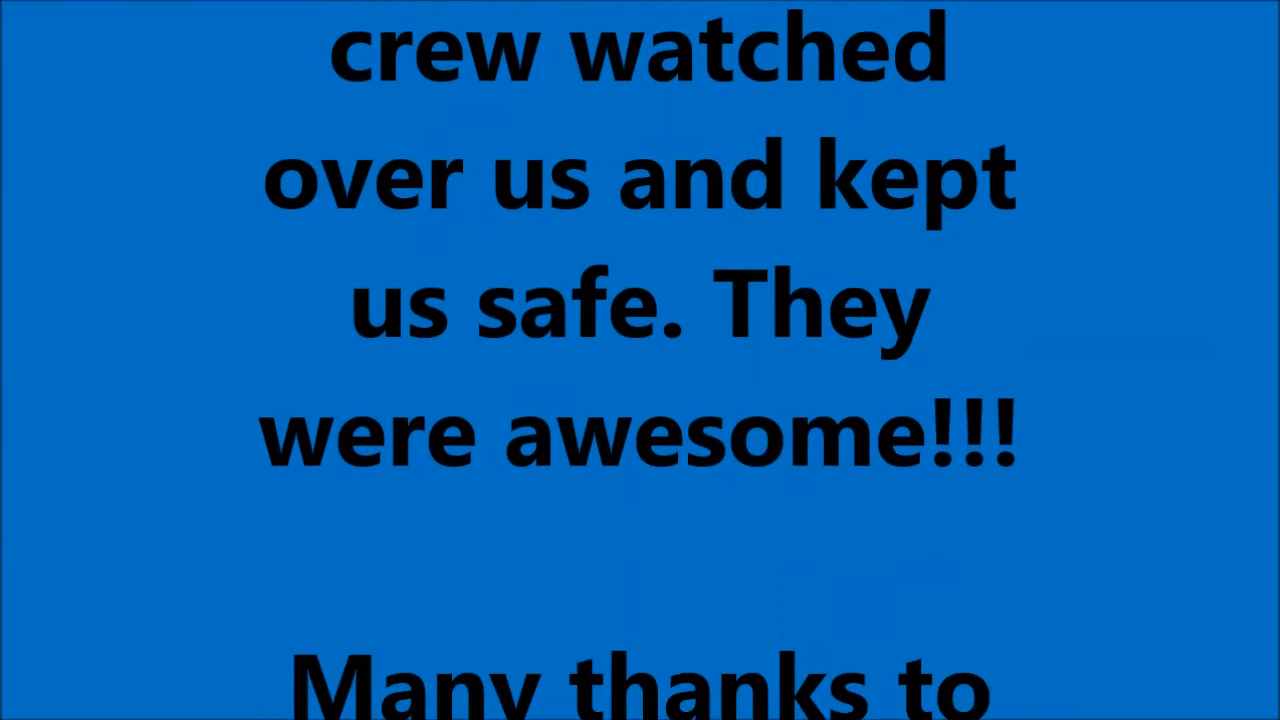 crew watched
over us and kept
us safe. They
were awesome!!!
Many thanks to